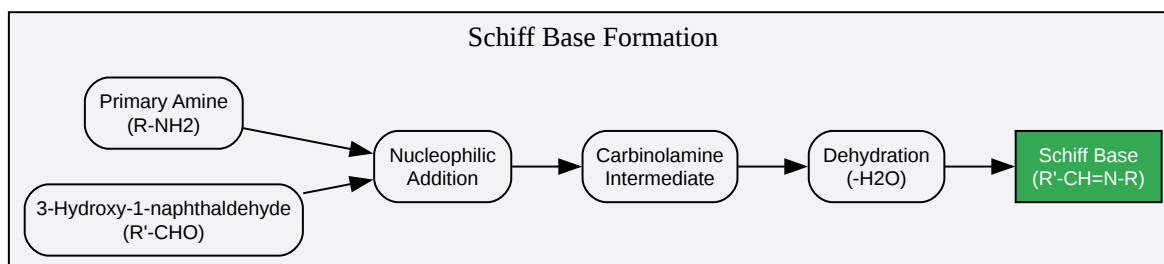 Schiff Base Formation
Primary Amine
(R-NH2)
3-Hydroxy-1-naphthaldehyde
(R'-CHO)
Nucleophilic
Addition
Carbinolamine
Intermediate
Dehydration
(-H2O)
Schiff Base
(R'-CH=N-R)